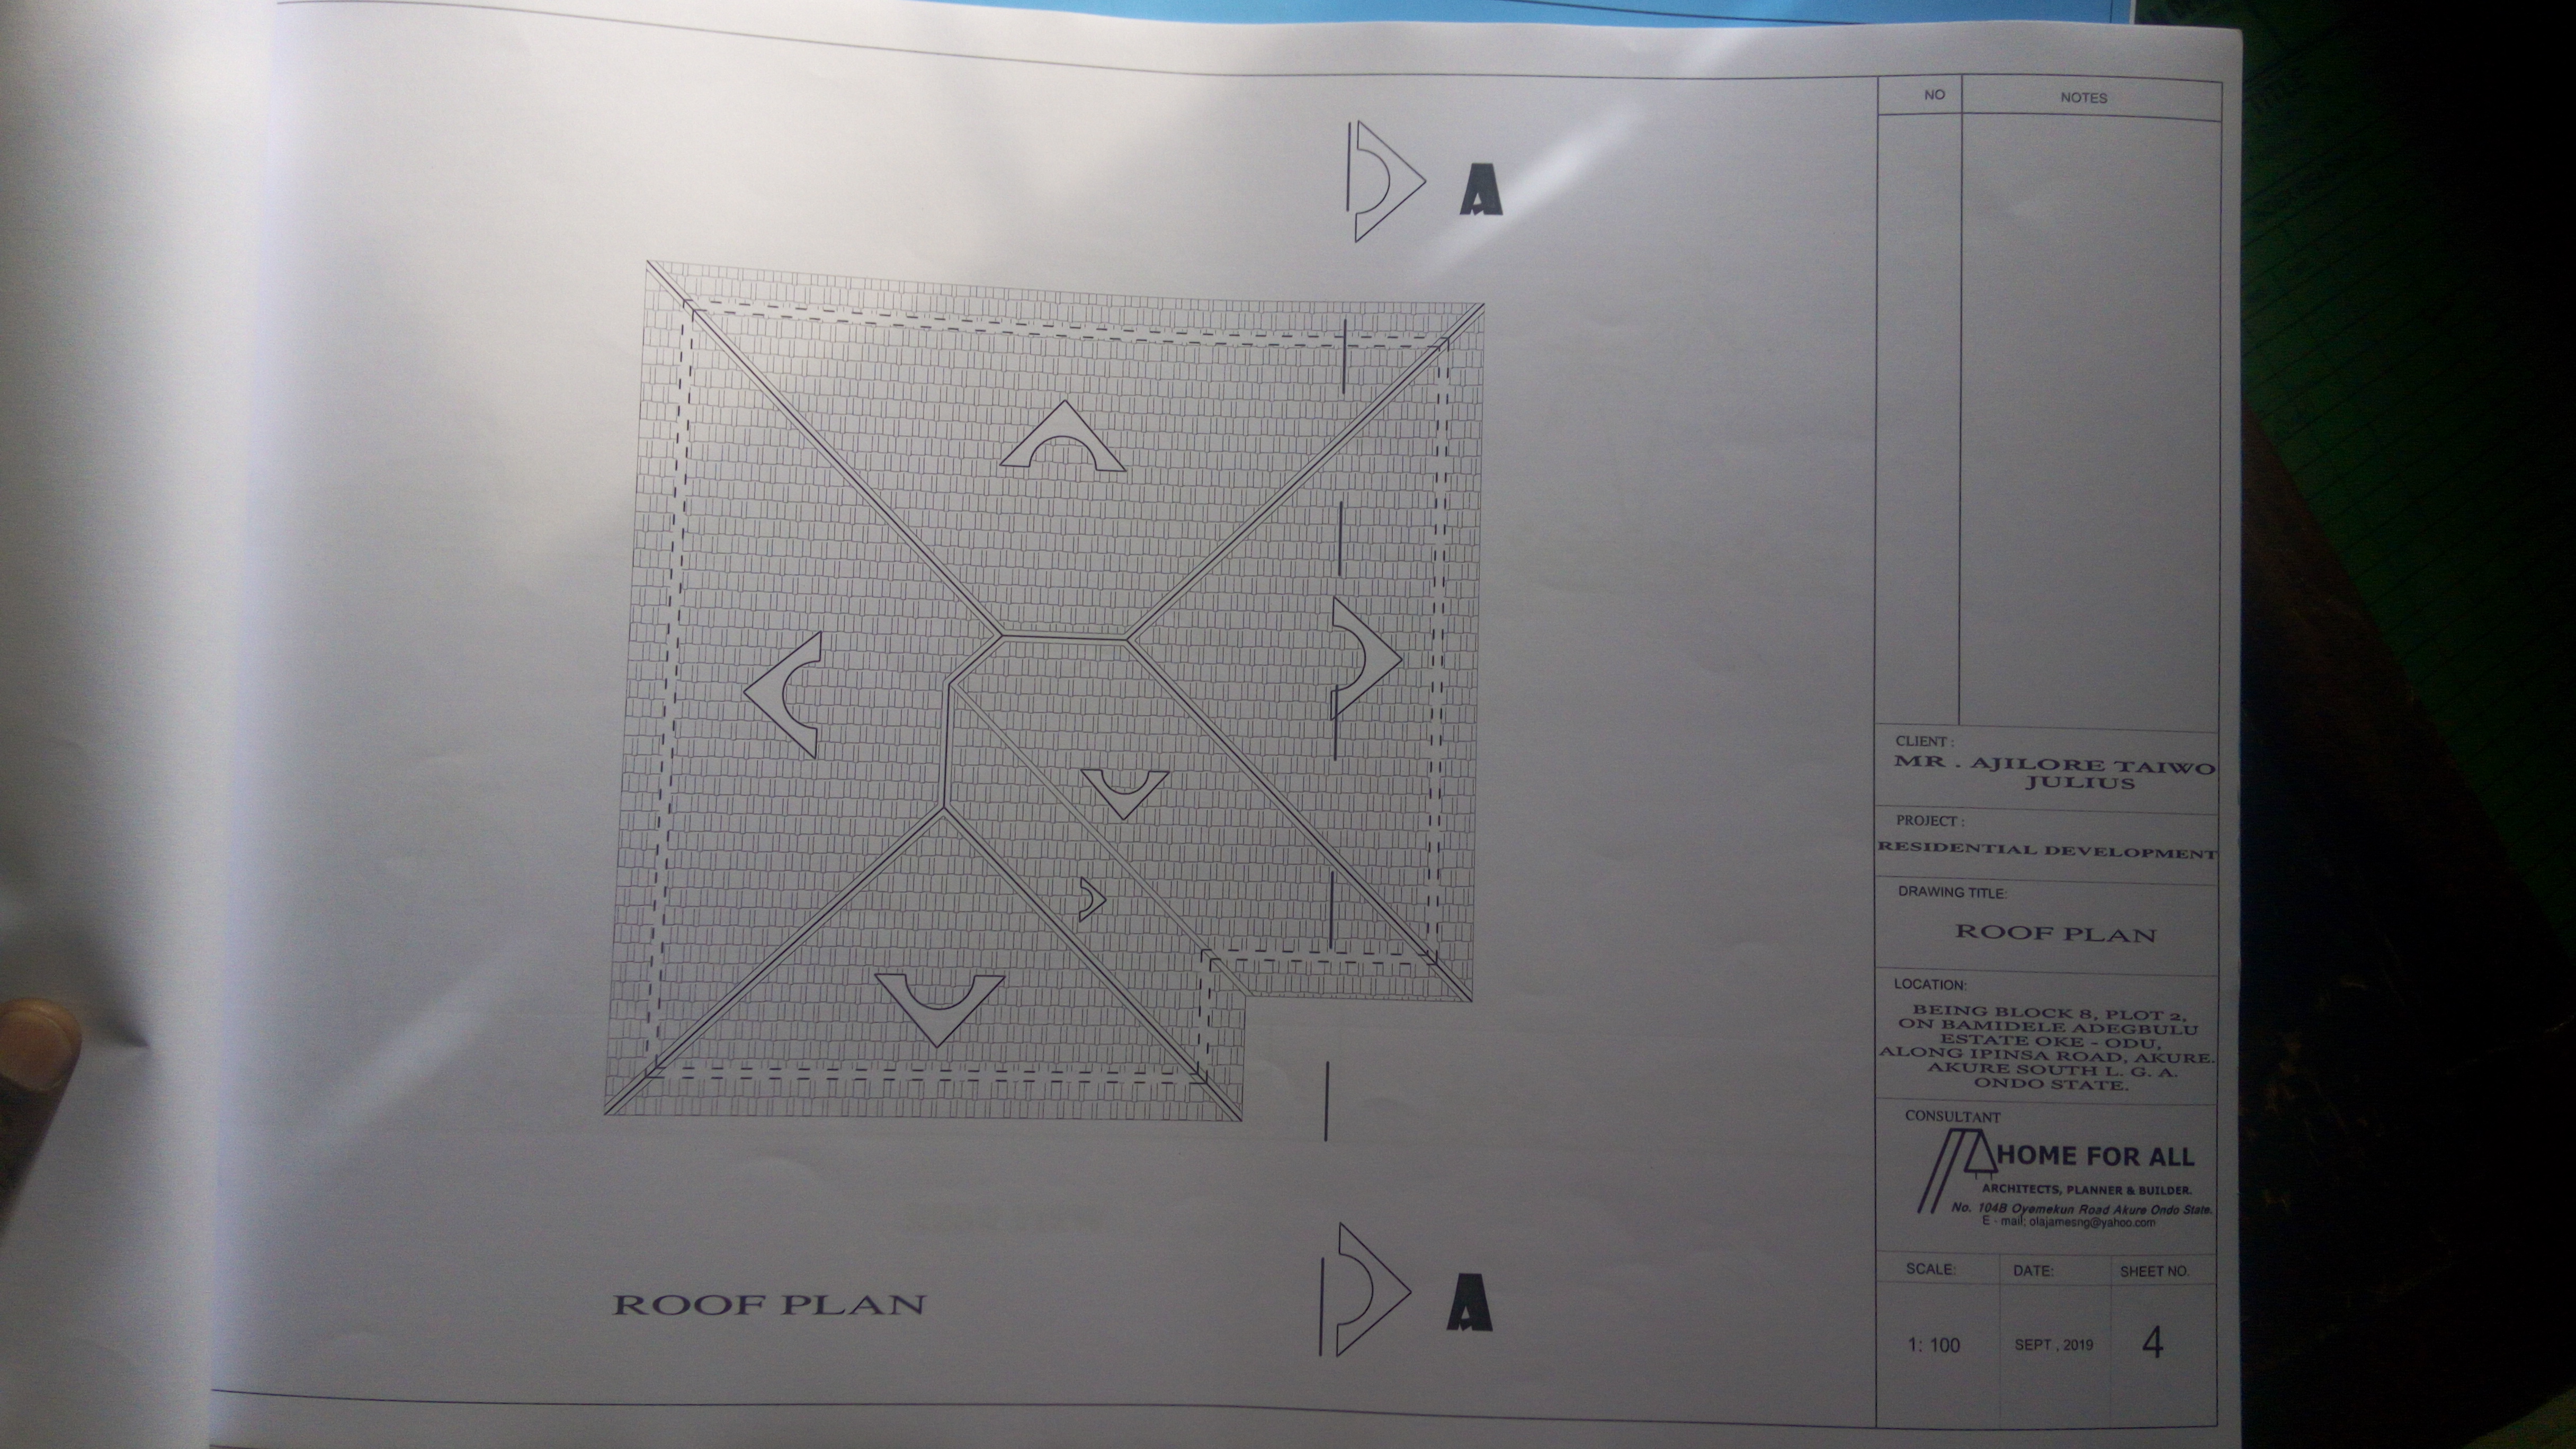 A
A
ROOF PLAN
NO
NOTES
CLIENT :
MR . AJILORE TAIWO
JULIUS
PROJECT :
RESIDENTIAL DEVELOPMENT
DRAWING TITLE:
ROOF PLAN
LOCATION:
BEING BLOCK 8, PLOT 2,
ON BAMIDELE ADEGBULU
ESTATE OKE - ODU,
ALONG IPINSA ROAD, AKURE.
AKURE SOUTH L. G. A.
ONDO STATE.
CONSULTANT
HOME FOR ALL
ARCHITECTS, PLANNER & BUILDER.
No. 104B Oyemekun Road Akure Ondo State.
E - mail; olajamesng@yahoo.com
SCALE:
DATE:
SHEET NO.
1: 100
SEPT , 2019
4